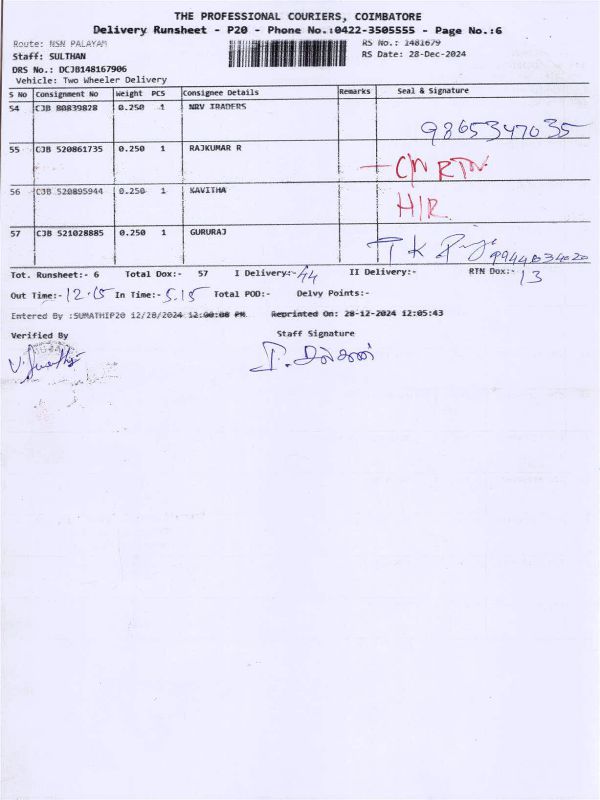 THE PROFESSIONAL COURIERS, COIMBATORE
Delivery Runsheet - P20 - Phone No.:0422-3505555 - Page No.:6
Route: NSN PALAYAM
RS No.: 1481679
Staff: SULTHAN
RS Date: 28-Dec-2024
DRS No.: DCJB148167906
Vehicle: Two Wheeler Delivery
S No Consignment No Weight PCS Consignee Details Remarks Seal & Signature
54 CJB 80839828 0.250 1 NRV TRADERS
9865347035
55 CJB 520861735 0.250 1 RAJKUMAR R
C/N RTN
56 CJB 520895944 0.250 1 KAVITHA
H/R
57 CJB 521028885 0.250 1 GURURAJ
T K
Tot. Runsheet:- 6 Total Dox:- 57 I Delivery:- 44 II Delivery:- RTN Dox:- 13
Out Time:- 12.15 In Time:- 5.15 Total POD:- Delvy Points:-
Entered By :SUMATHIP20 12/28/2024 12:00:08 PM Reprinted On: 28-12-2024 12:05:43
Verified By Staff Signature